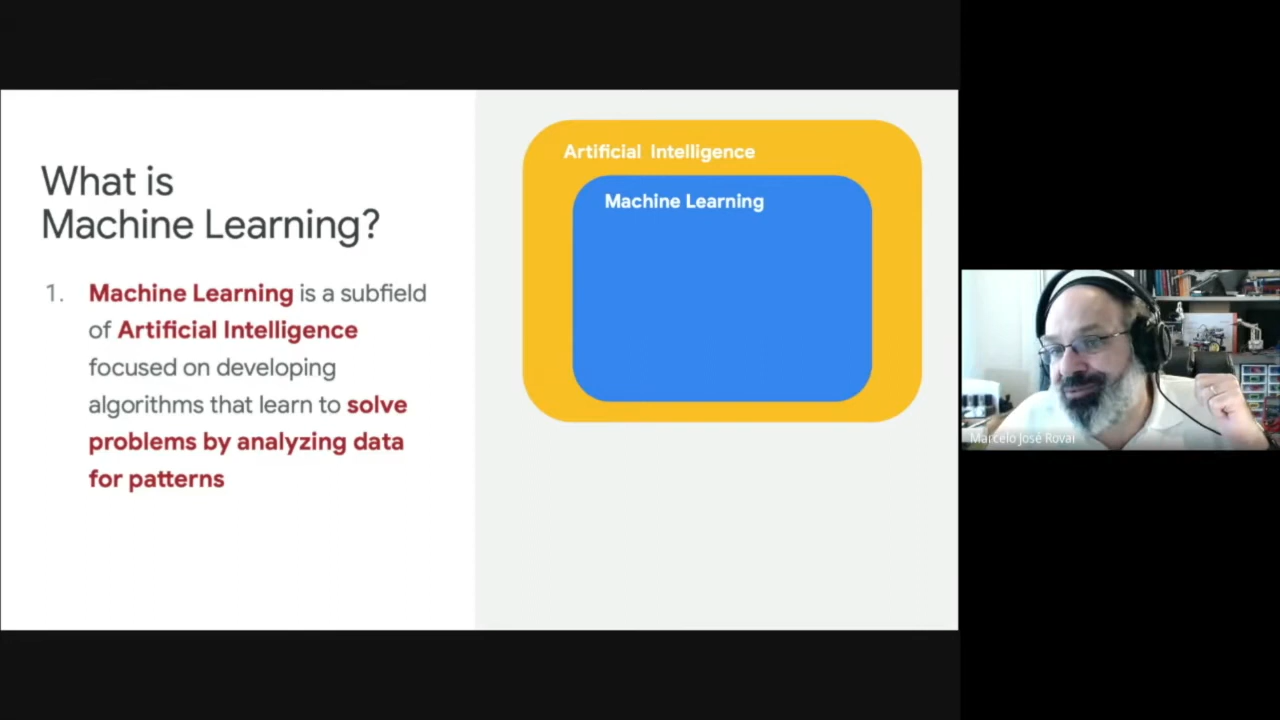 What is
Machine Learning?
1. Machine Learning is a subfield
of Artificial Intelligence
focused on developing
algorithms that learn to solve
problems by analyzing data
for patterns
Artificial Intelligence
Machine Learning
Marcelo José Rovai